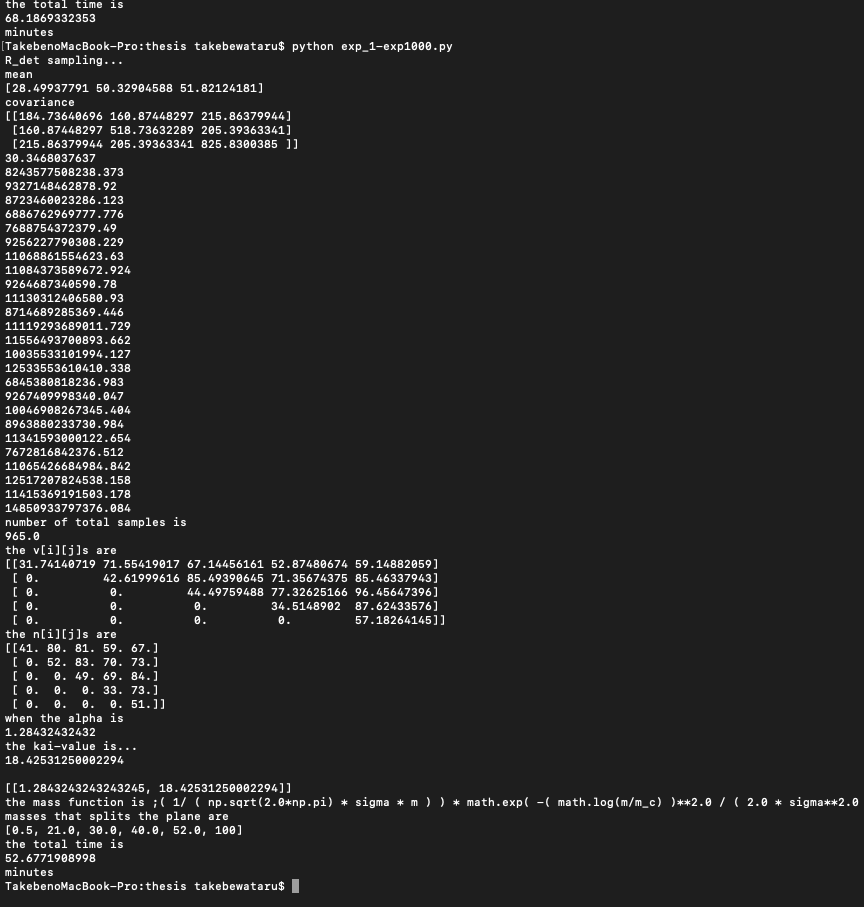 the total time is
68.1869332353
minutes
[TakebenoMacBook-Pro:thesis takebewataru$ python exp_1-exp1000.py
R_det sampling...
mean
[28.49937791 50.32904588 51.82124181]
covariance
[[184.73640696 160.87448297 215.86379944]
 [160.87448297 518.73632289 205.39363341]
 [215.86379944 205.39363341 825.8300385 ]]
30.3468037637
8243577508238.373
9327148462878.92
8723460023286.123
6886762969777.776
7688754372379.49
9256227790308.229
11068861554623.63
11084373589672.924
9264687340590.78
11130312406580.93
8714689285369.446
11119293689011.729
11556493700893.662
10035533101994.127
12533553610410.338
6845380818236.983
9267409998340.047
10046908267345.404
8963880233730.984
11341593000122.654
7672816842376.512
11065426684984.842
12517207824538.158
11415369191503.178
14850933797376.084
number of total samples is
965.0
the v[i][j]s are
[[31.74140719 71.55419017 67.14456161 52.87480674 59.14882059]
 [ 0.         42.61999616 85.49390645 71.35674375 85.46337943]
 [ 0.          0.         44.49759488 77.32625166 96.45647396]
 [ 0.          0.          0.         34.5148902  87.62433576]
 [ 0.          0.          0.          0.         57.18264145]]
the n[i][j]s are
[[41. 80. 81. 59. 67.]
 [ 0. 52. 83. 70. 73.]
 [ 0.  0. 49. 69. 84.]
 [ 0.  0.  0. 33. 73.]
 [ 0.  0.  0.  0. 51.]]
when the alpha is
1.28432432432
the kai-value is...
18.42531250002294
[[1.2843243243243245, 18.42531250002294]]
the mass function is ;( 1/ ( np.sqrt(2.0*np.pi) * sigma * m ) ) * math.exp( -( math.log(m/m_c) )**2.0 / ( 2.0 * sigma**2.0
masses that splits the plane are
[0.5, 21.0, 30.0, 40.0, 52.0, 100]
the total time is
52.6771908998
minutes
TakebenoMacBook-Pro:thesis takebewataru$